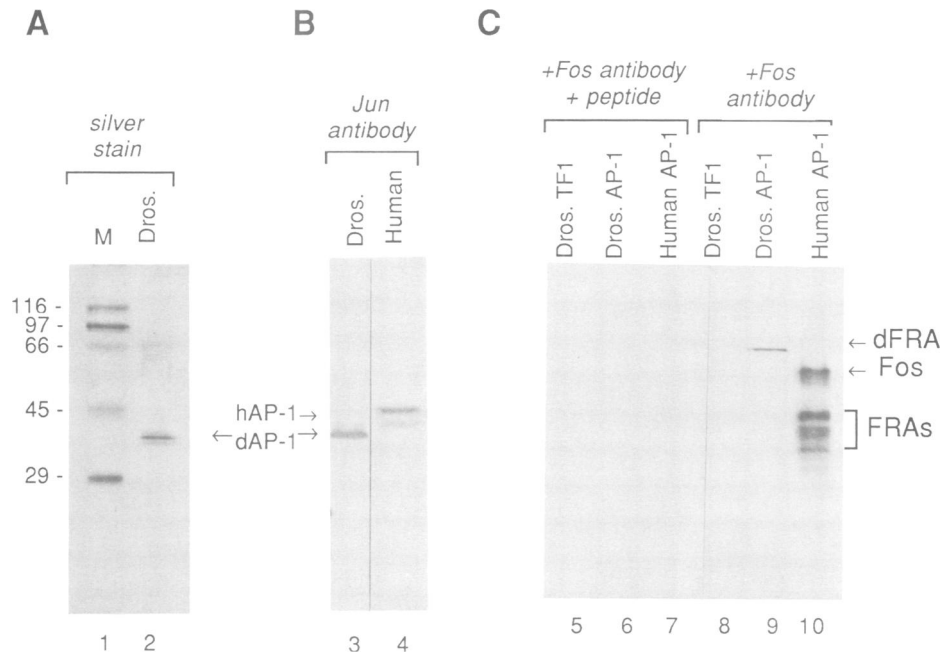 A
B
C
silver
stain
M
Dros.
116 -
97 -
66 -
45 -
29 -
1 2
Jun
antibody
Dros.
Human
hAP-1→
←dAP-1→
3 4
+Fos antibody
+ peptide
+Fos
antibody
Dros. TF1
Dros. AP-1
Human AP-1
Dros. TF1
Dros. AP-1
Human AP-1
← dFRA
← Fos
FRAs
5 6 7 8 9 10